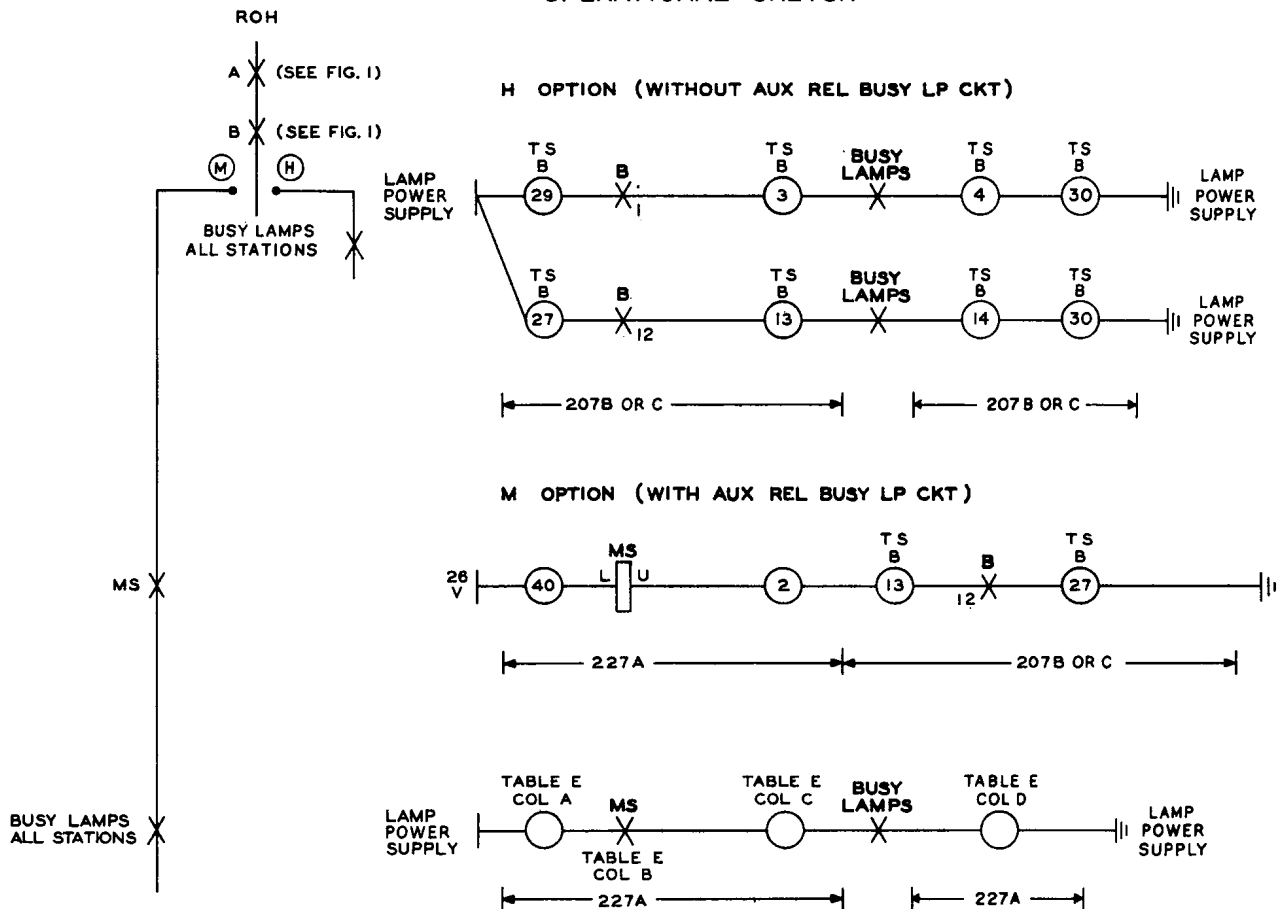 ROH
A (SEE FIG. 1)
B (SEE FIG. 1)
M H
BUSY LAMPS
ALL STATIONS
MS
BUSY LAMPS
ALL STATIONS
H OPTION (WITHOUT AUX REL BUSY LP CKT)
LAMP
POWER
SUPPLY
TS
B
29
B
1
TS
B
3
BUSY
LAMPS
TS
B
4
TS
B
30
LAMP
POWER
SUPPLY
TS
B
27
B
12
TS
B
13
BUSY
LAMPS
TS
B
14
TS
B
30
LAMP
POWER
SUPPLY
207B OR C
207B OR C
M OPTION (WITH AUX REL BUSY LP CKT)
26
V
40
MS
L U
2
TS
B
13
B
12
TS
B
27
227A
207B OR C
LAMP
POWER
SUPPLY
TABLE E
COL A
MS
TABLE E
COL B
TABLE E
COL C
BUSY
LAMPS
TABLE E
COL D
LAMP
POWER
SUPPLY
227A
227A